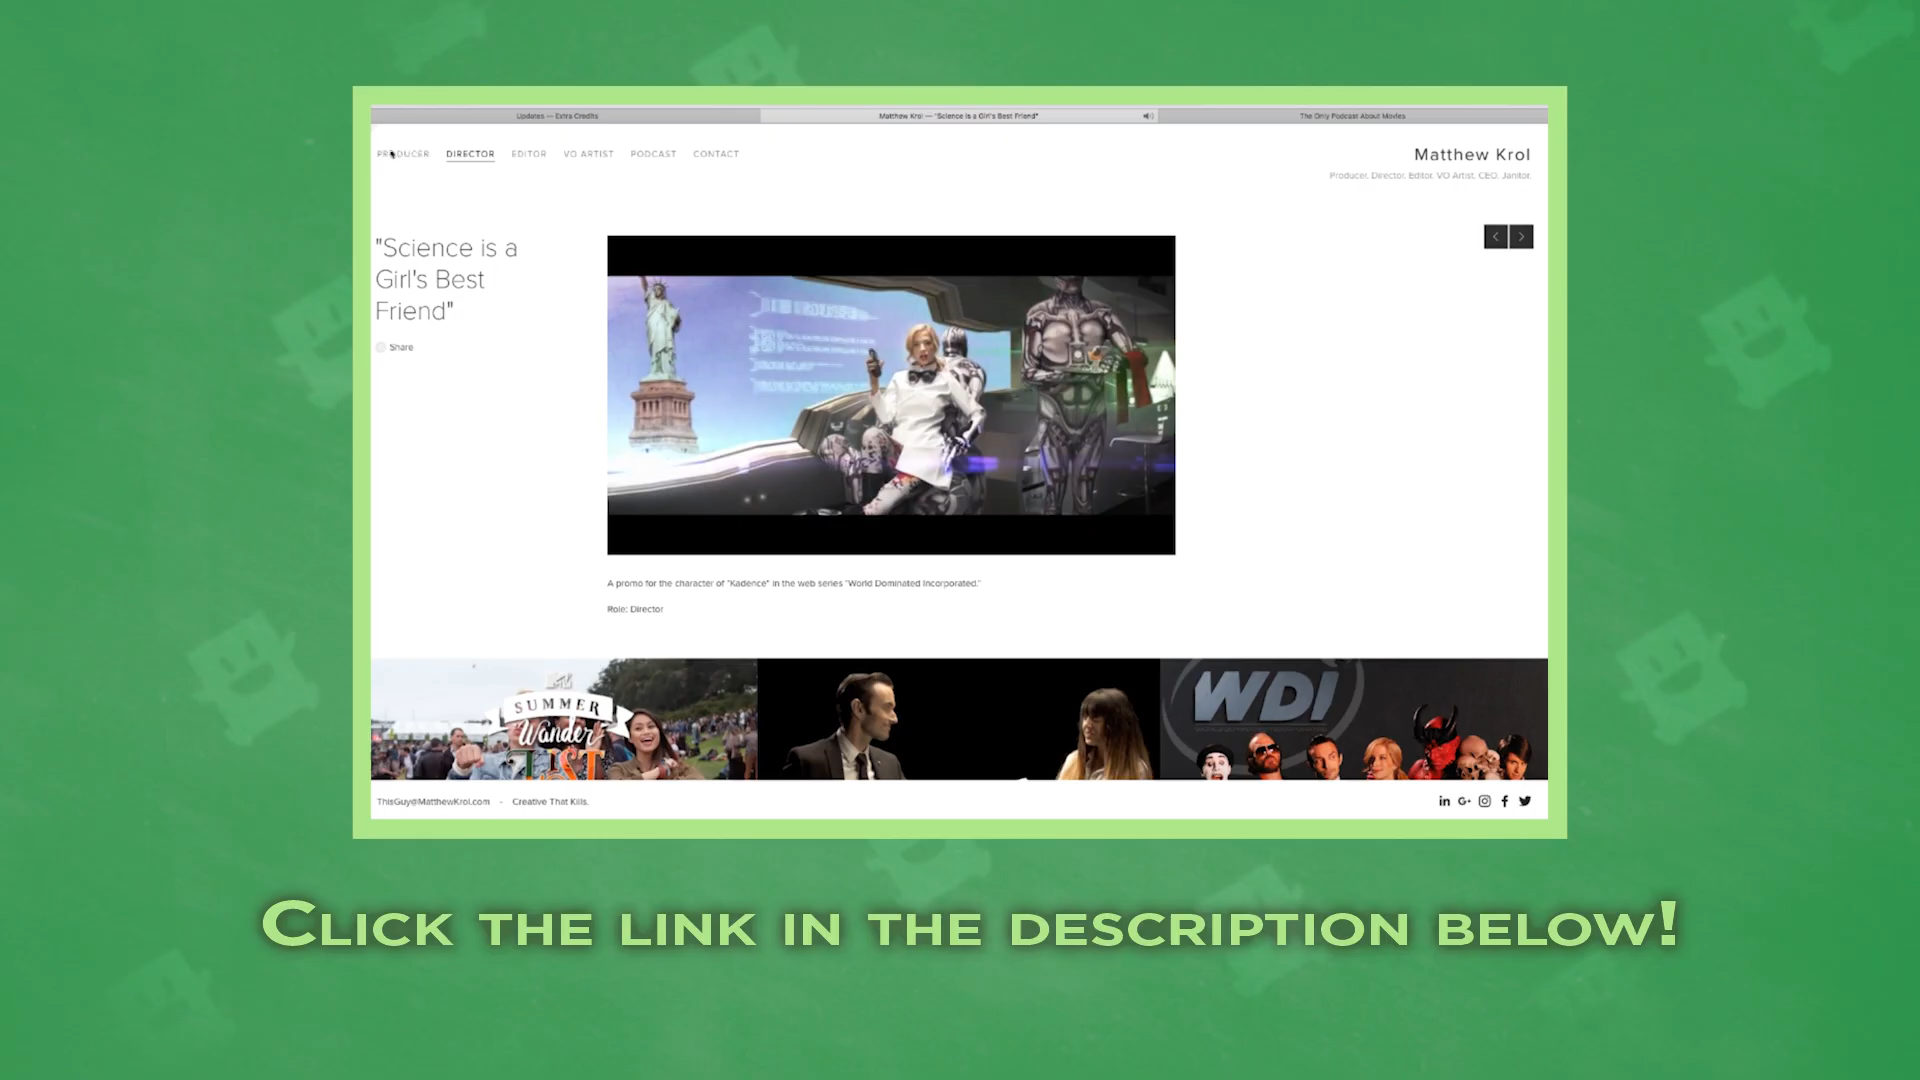 Updates — Extra Credits
Matthew Krol — "Science is a Girl's Best Friend"
The Only Podcast About Movies
PRODUCER DIRECTOR EDITOR VO ARTIST PODCAST CONTACT
Matthew Krol
Producer. Director. Editor. VO Artist. CEO. Janitor.
"Science is a
Girl's Best
Friend"
Share
A promo for the character of "Kadence" in the web series "World Dominated Incorporated."
Role: Director
MTV
SUMMER
Wander
LIST
WDI
ThisGuy@MatthewKrol.com - Creative That Kills.
in G+ f
CLICK THE LINK IN THE DESCRIPTION BELOW!